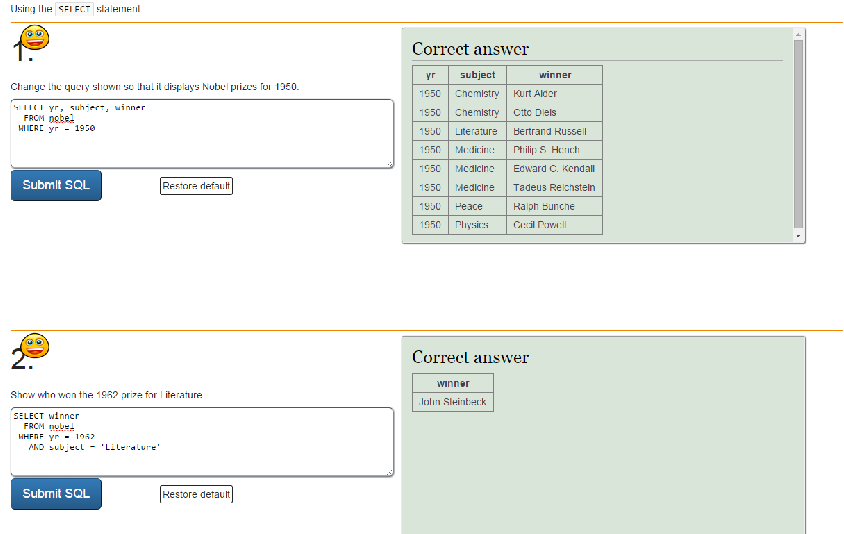 Using the SELECT statement
1.
Change the query shown so that it displays Nobel prizes for 1950.
SELECT yr, subject, winner
FROM nobel
WHERE yr = 1950
Submit SQL
Restore default
Correct answer
yr subject winner
1950 Chemistry Kurt Alder
1950 Chemistry Otto Diels
1950 Literature Bertrand Russell
1950 Medicine Philip S. Hench
1950 Medicine Edward C. Kendall
1950 Medicine Tadeus Reichstein
1950 Peace Ralph Bunche
1950 Physics Cecil Powell
2.
Show who won the 1962 prize for Literature
SELECT winner
FROM nobel
WHERE yr = 1962
AND subject = 'Literature'
Submit SQL
Restore default
Correct answer
winner
John Steinbeck